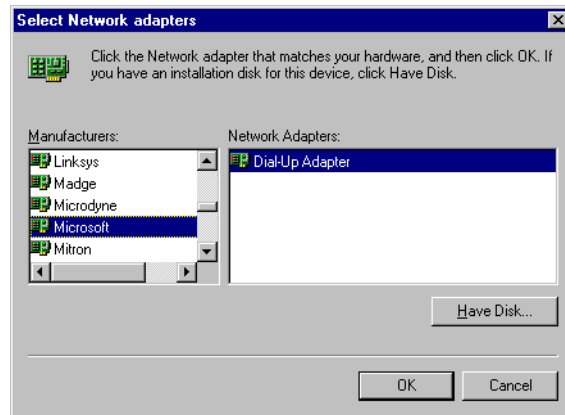 Select Network adapters
Click the Network adapter that matches your hardware, and then click OK. If
you have an installation disk for this device, click Have Disk.
Manufacturers:
Network Adapters:
Linksys
Madge
Microdyne
Microsoft
Mitron
Dial-Up Adapter
Have Disk...
OK
Cancel